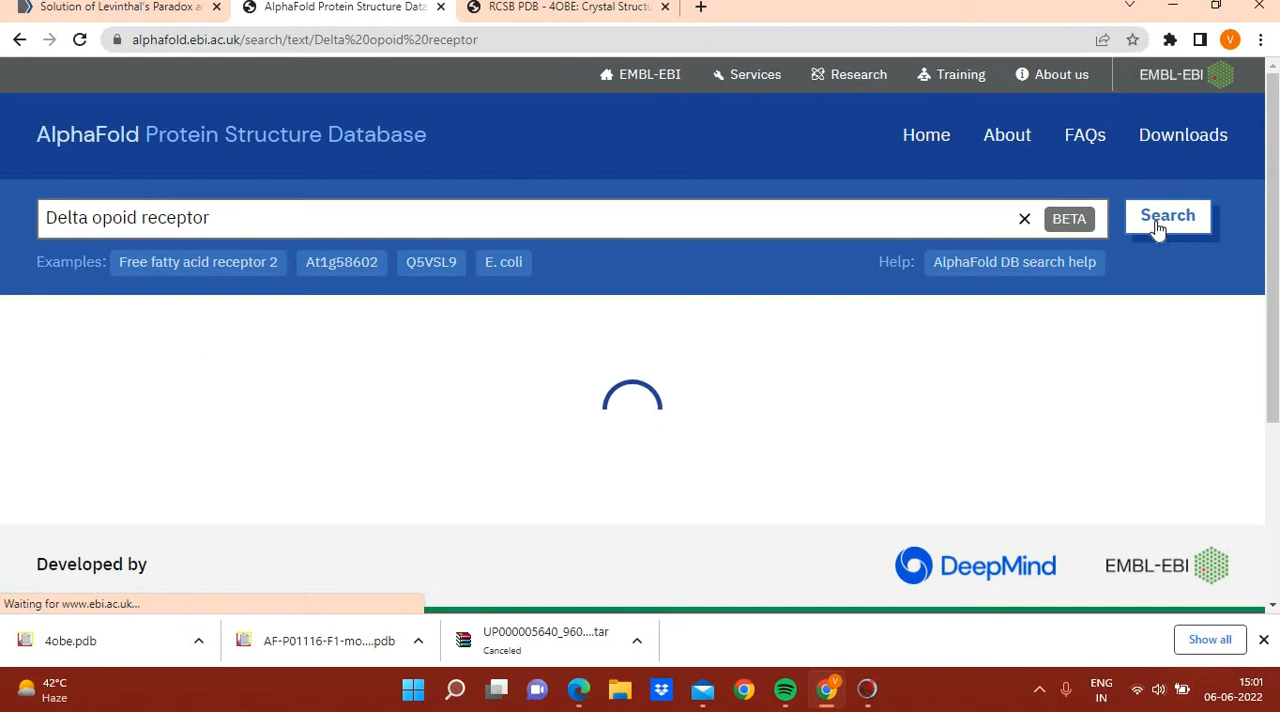 Solution of Levinthal's Paradox a
AlphaFold Protein Structure Data
RCSB PDB - 4OBE: Crystal Structu
alphafold.ebi.ac.uk/search/text/Delta%20opoid%20receptor
V
EMBL-EBI
Services
Research
Training
About us
EMBL-EBI
AlphaFold Protein Structure Database
Home
About
FAQs
Downloads
Delta opoid receptor
BETA
Search
Examples:
Free fatty acid receptor 2
At1g58602
Q5VSL9
E. coli
Help:
AlphaFold DB search help
Developed by
DeepMind
EMBL-EBI
Waiting for www.ebi.ac.uk...
4obe.pdb
AF-P01116-F1-mo....pdb
UP000005640_960....tar
Canceled
Show all
42°C
Haze
ENG
IN
15:01
06-06-2022